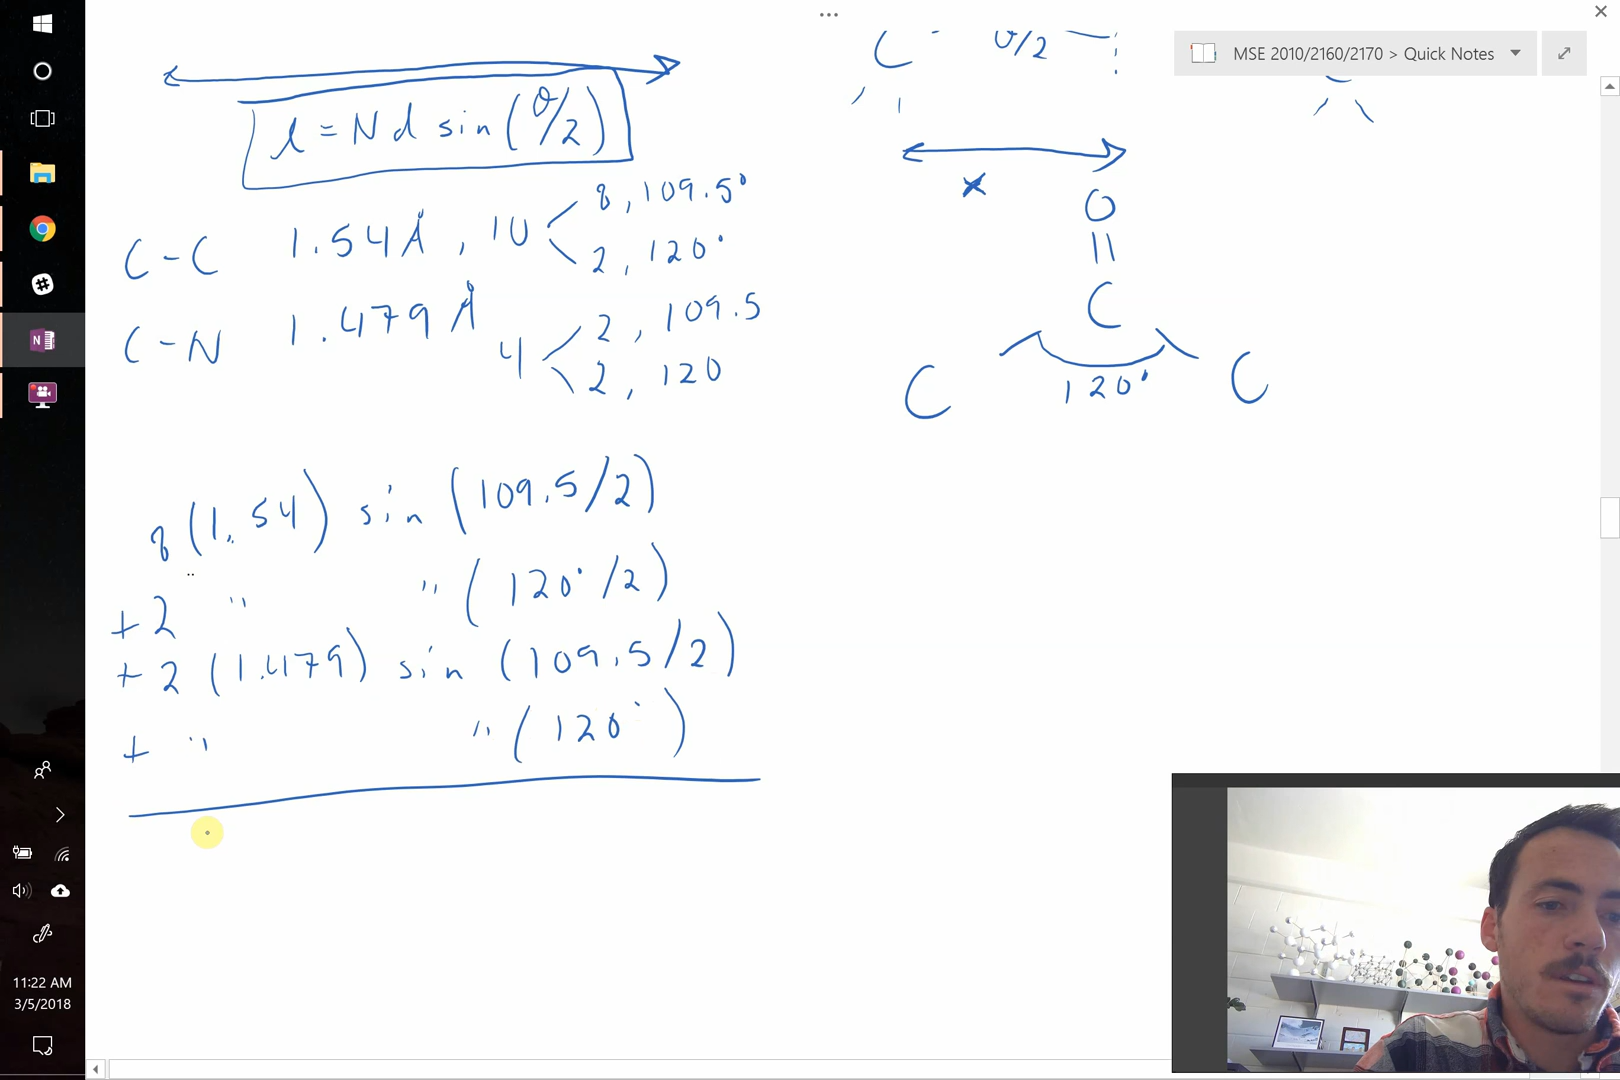 MSE 2010/2160/2170 > Quick Notes
C θ/2
l = N d sin(θ/2)
x
C-C 1.54Å, 10 < 8, 109.5°
2, 120°
C-N 1.479 Å 4 < 2, 109.5
2, 120
O
||
C
C 120° C
8 (1.54) sin (109.5/2)
+2 " " (120°/2)
+2 (1.479) sin (109.5/2)
+ " " (120°)
11:22 AM
3/5/2018